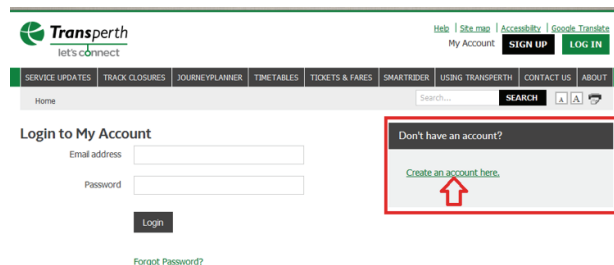 Transperth
let's connect
Help | Site map | Accessibility | Google Translate
My Account SIGN UP LOG IN
SERVICE UPDATES TRACK CLOSURES JOURNEYPLANNER TIMETABLES TICKETS & FARES SMARTRIDER USING TRANSPERTH CONTACT US ABOUT
Home Search... SEARCH A A
Login to My Account
Email address
Password
Login
Forgot Password?
Don't have an account?
Create an account here.